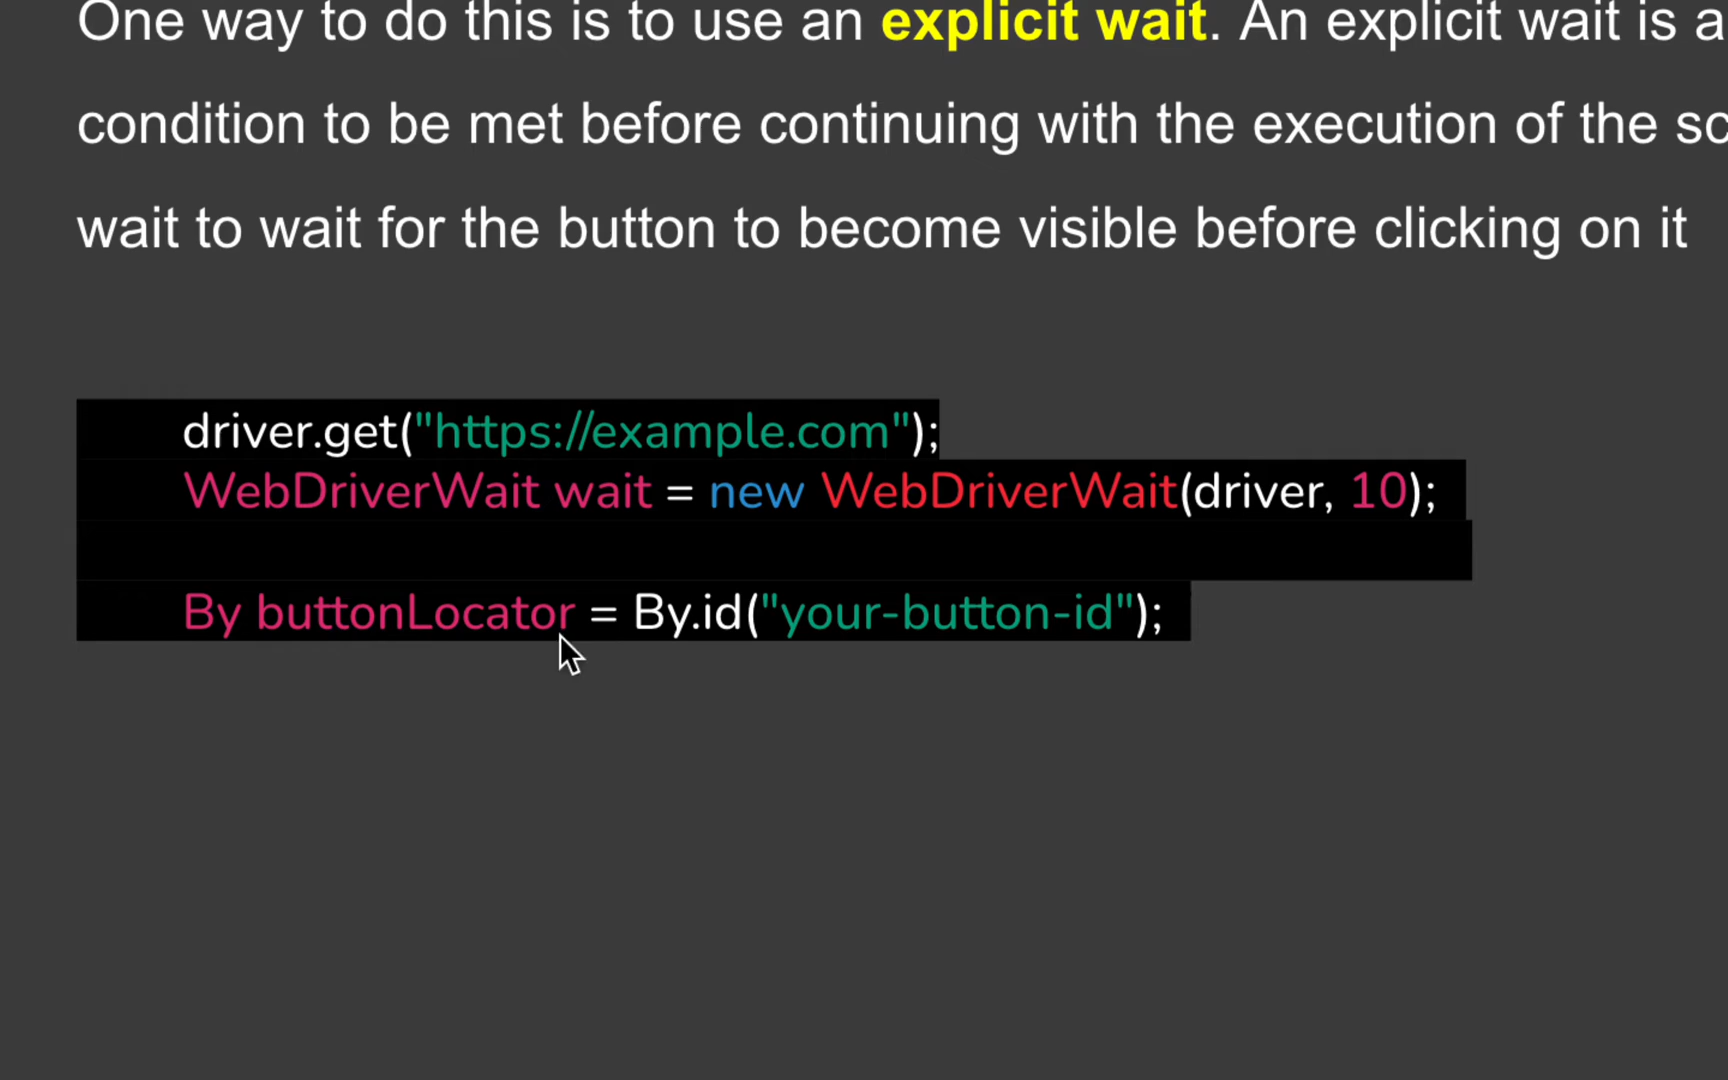 One way to do this is to use an explicit wait. An explicit wait is a
condition to be met before continuing with the execution of the sc
wait to wait for the button to become visible before clicking on it
driver.get("https://example.com");
WebDriverWait wait = new WebDriverWait(driver, 10);
By buttonLocator = By.id("your-button-id");